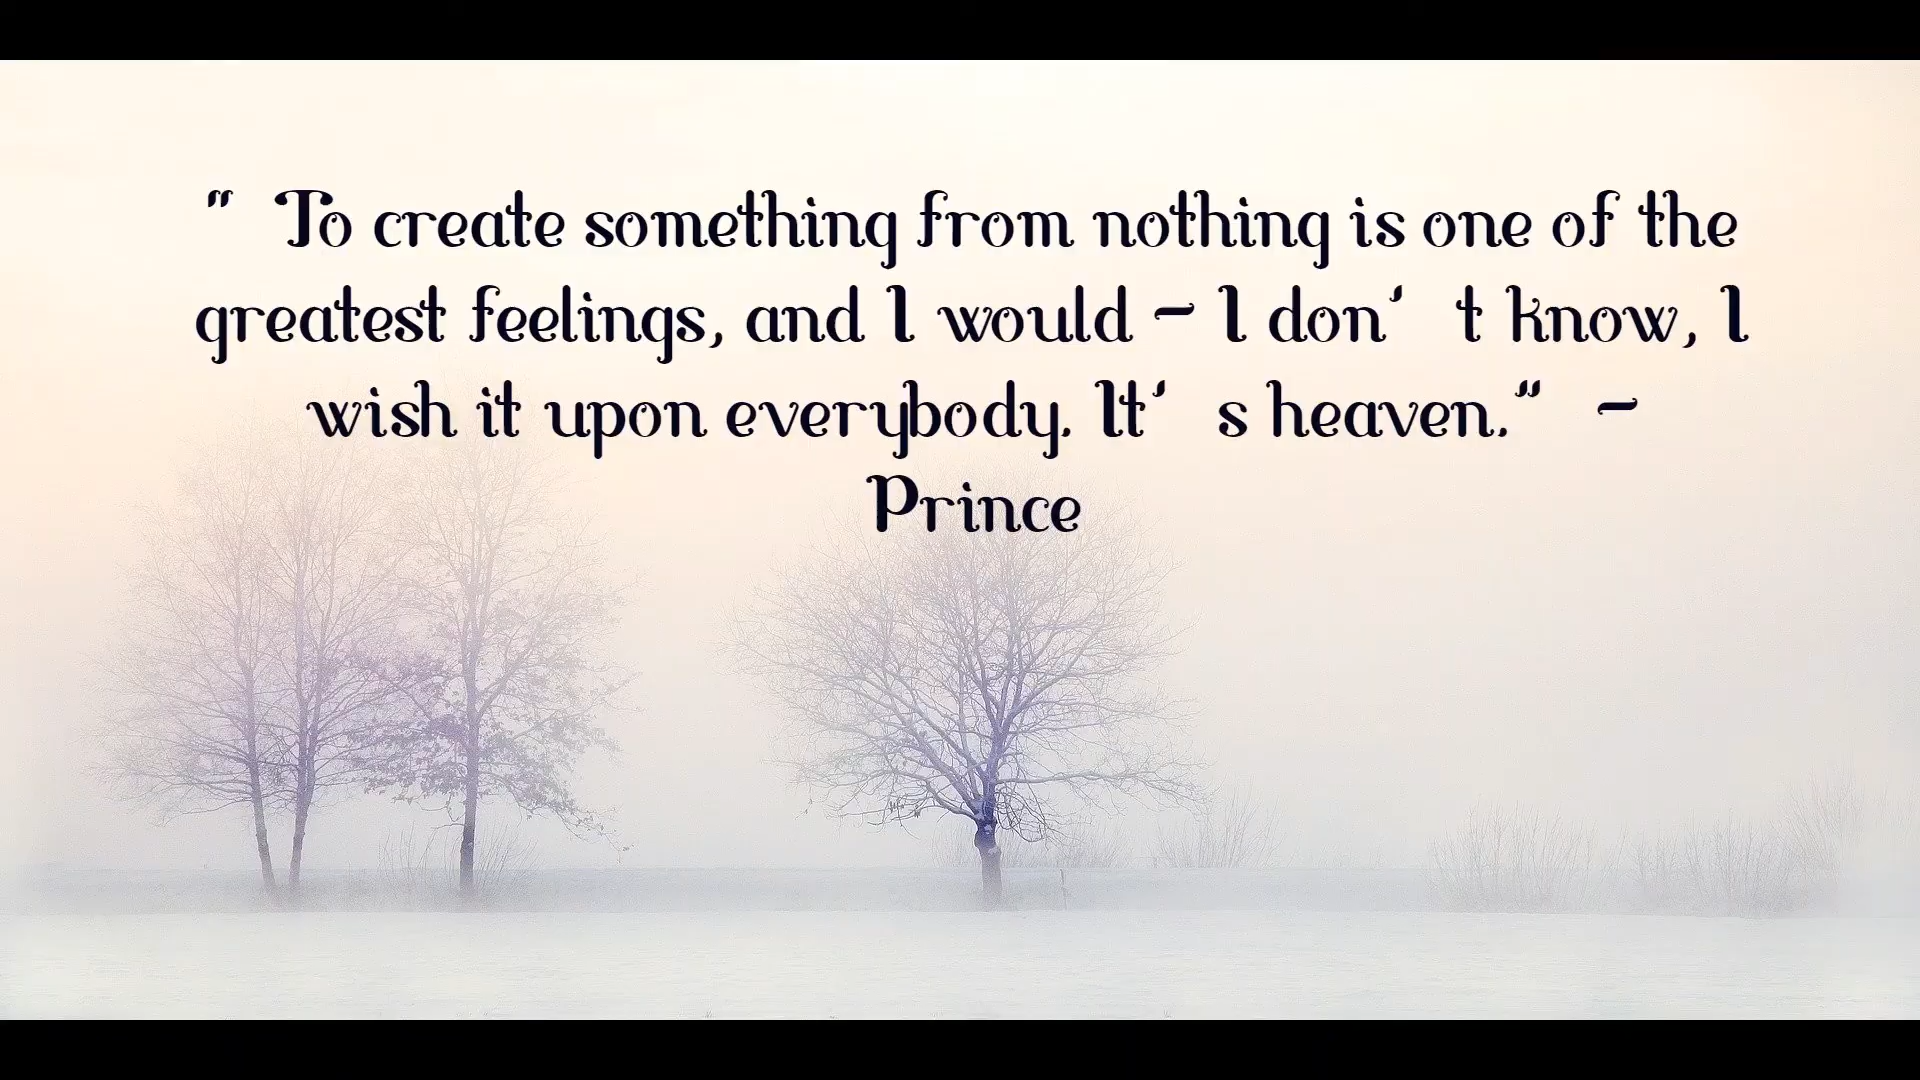 " To create something from nothing is one of the
greatest feelings, and I would – I don’ t know, I
wish it upon everybody. It’ s heaven.” –
Prince